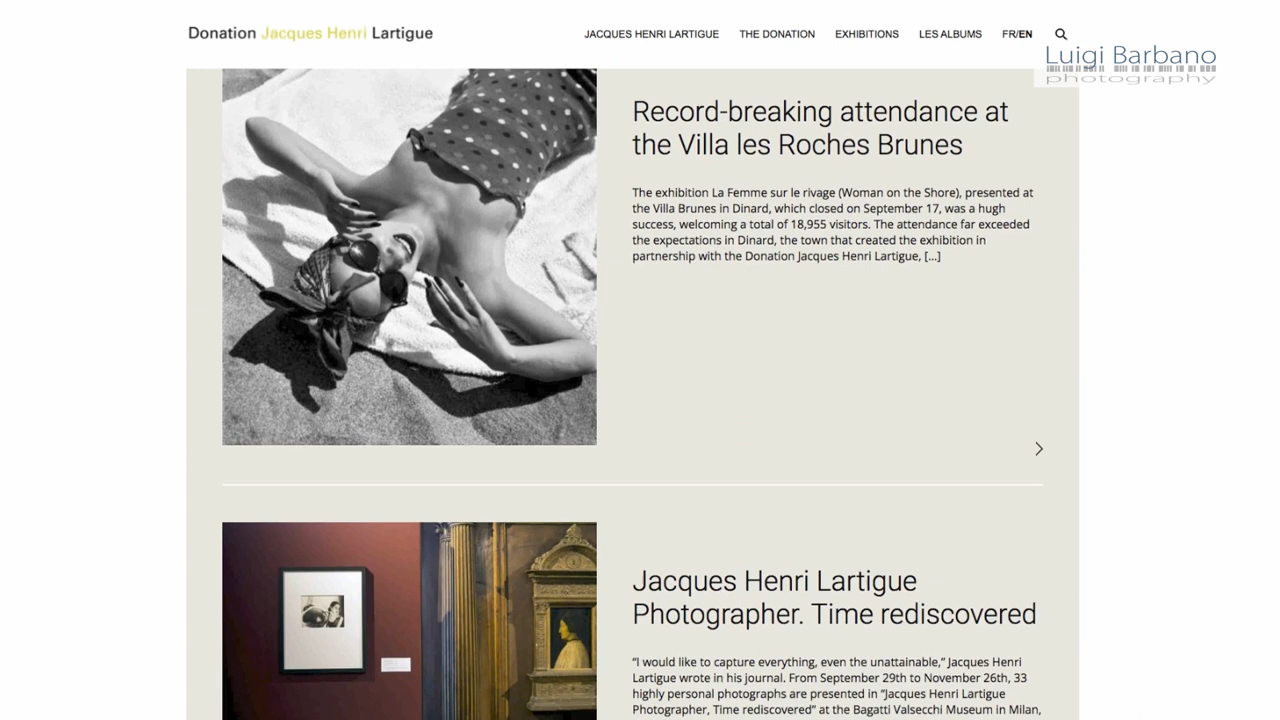 Donation Jacques Henri Lartigue
JACQUES HENRI LARTIGUE THE DONATION EXHIBITIONS LES ALBUMS FR/EN
Luigi Barbano
photography
Record-breaking attendance at
the Villa les Roches Brunes
The exhibition La Femme sur le rivage (Woman on the Shore), presented at
the Villa Brunes in Dinard, which closed on September 17, was a hugh
success, welcoming a total of 18,955 visitors. The attendance far exceeded
the expectations in Dinard, the town that created the exhibition in
partnership with the Donation Jacques Henri Lartigue, [...]
Jacques Henri Lartigue
Photographer. Time rediscovered
“I would like to capture everything, even the unattainable,” Jacques Henri
Lartigue wrote in his journal. From September 29th to November 26th, 33
highly personal photographs are presented in “Jacques Henri Lartigue
Photographer, Time rediscovered” at the Bagatti Valsecchi Museum in Milan,